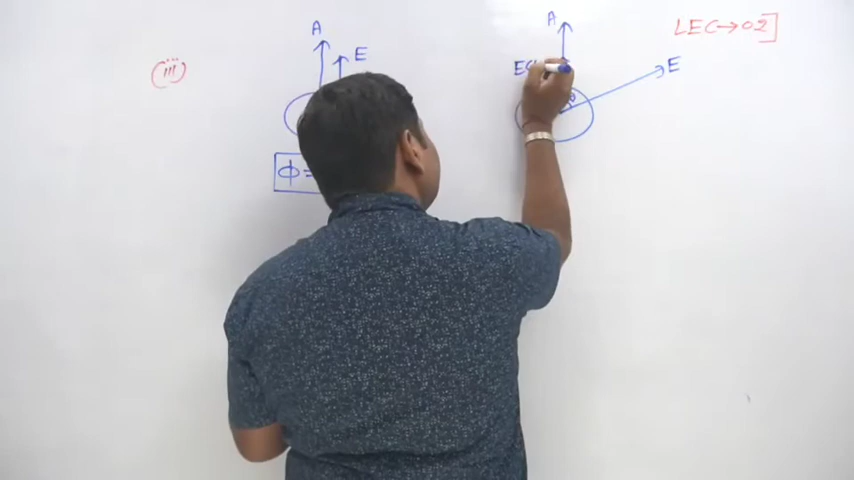 LEC→02]
A
A
(iii)
E
E
θ
ϕ =